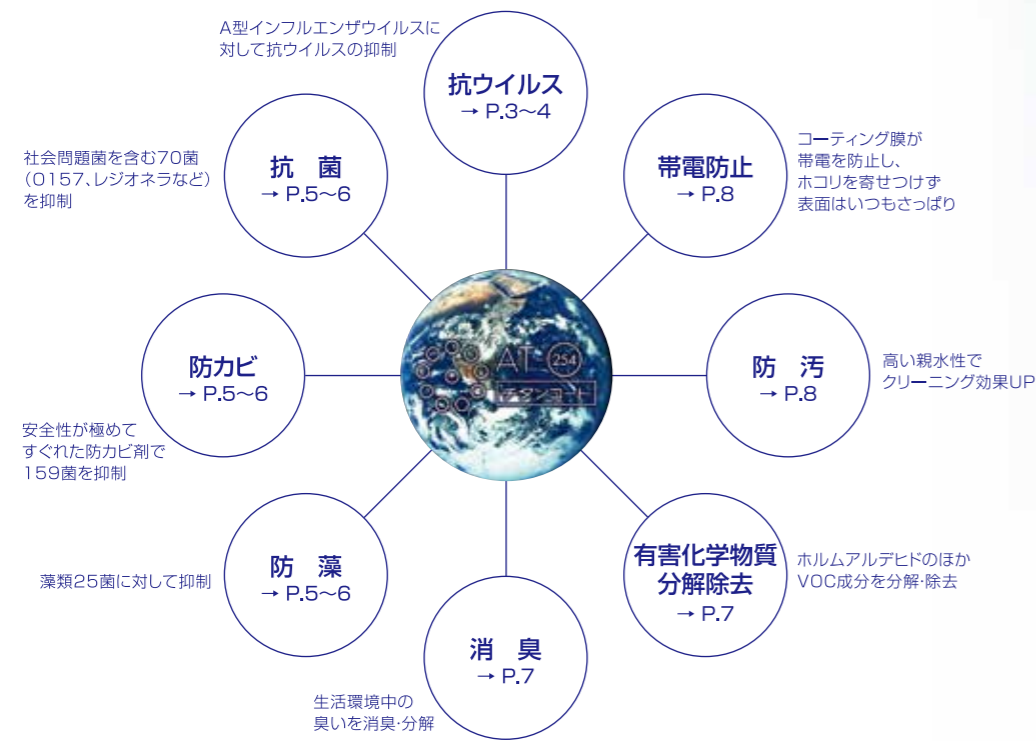 A型インフルエンザウイルスに
対して抗ウイルスの抑制
抗ウイルス
→ P.3〜4
コーティング膜が
帯電を防止し、
ホコリを寄せつけず
表面はいつもさっぱり
帯電防止
→ P.8
高い親水性で
クリーニング効果UP
防 汚
→ P.8
ホルムアルデヒドのほか
VOC成分を分解・除去
有害化学物質
分解除去
→ P.7
消 臭
→ P.7
生活環境中の
臭いを消臭・分解
防 藻
→ P.5〜6
藻類25菌に対して抑制
防カビ
→ P.5〜6
安全性が極めて
すぐれた防カビ剤で
159菌を抑制
抗 菌
→ P.5〜6
社会問題菌を含む70菌
(O157、レジオネラなど)
を抑制
AT 254
チタンコート